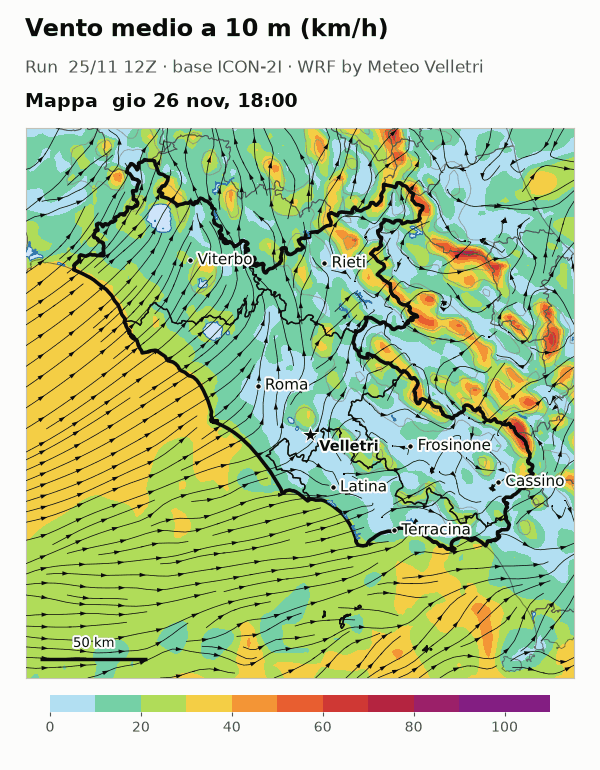 Vento medio a 10 m (km/h)
Run  25/11 12Z · base ICON-2I · WRF by Meteo Velletri
Mappa  gio 26 nov, 18:00
Viterbo
Rieti
Roma
Velletri
Frosinone
Latina
Cassino
Terracina
50 km
0 20 40 60 80 100